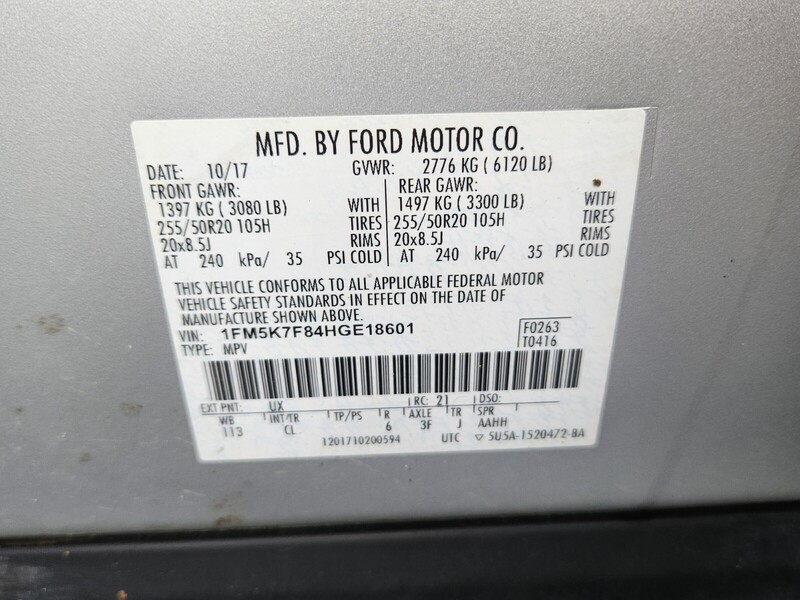 MFD. BY FORD MOTOR CO.
DATE: 10/17 GVWR: 2776 KG ( 6120 LB)
FRONT GAWR: REAR GAWR:
1397 KG ( 3080 LB) WITH 1497 KG ( 3300 LB) WITH
255/50R20 105H TIRES 255/50R20 105H TIRES
20x8.5J RIMS 20x8.5J RIMS
AT 240 kPa/ 35 PSI COLD AT 240 kPa/ 35 PSI COLD
THIS VEHICLE CONFORMS TO ALL APPLICABLE FEDERAL MOTOR
VEHICLE SAFETY STANDARDS IN EFFECT ON THE DATE OF
MANUFACTURE SHOWN ABOVE.
VIN: 1FM5K7F84HGE18601 F0263
TYPE: MPV T0416
EXT PNT: UX RC: 21 DSO:
WB INT TR TP/PS R AXLE TR SPR
113 CL 6 3F J AAHH
1201710200594 UTC ▽ 5U5A-1520472-BA